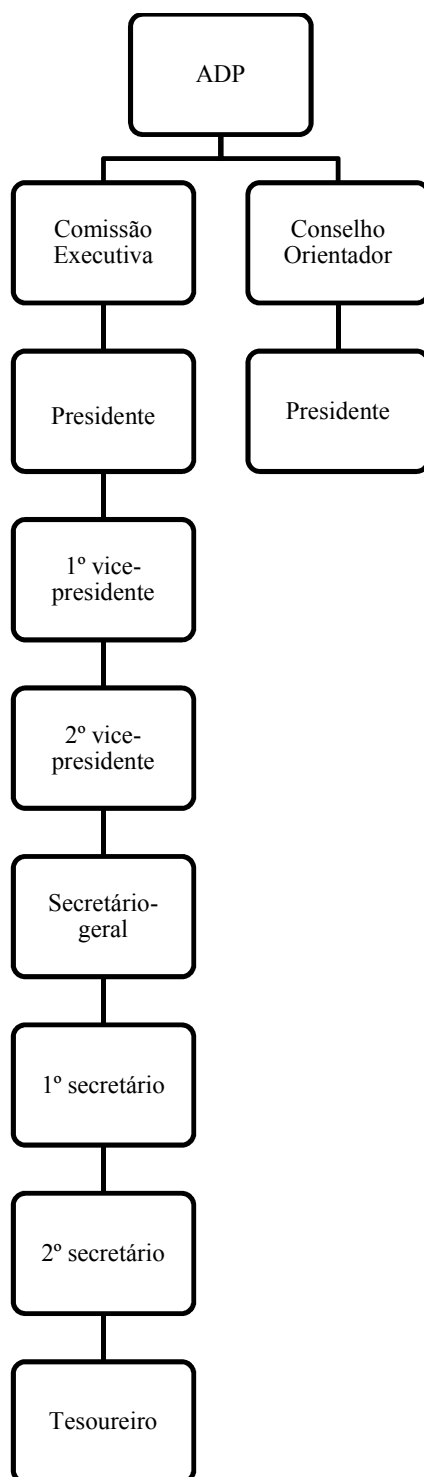 ADP
Comissão
Executiva
Conselho
Orientador
Presidente
Presidente
1º vice-
presidente
2º vice-
presidente
Secretário-
geral
1º secretário
2º secretário
Tesoureiro